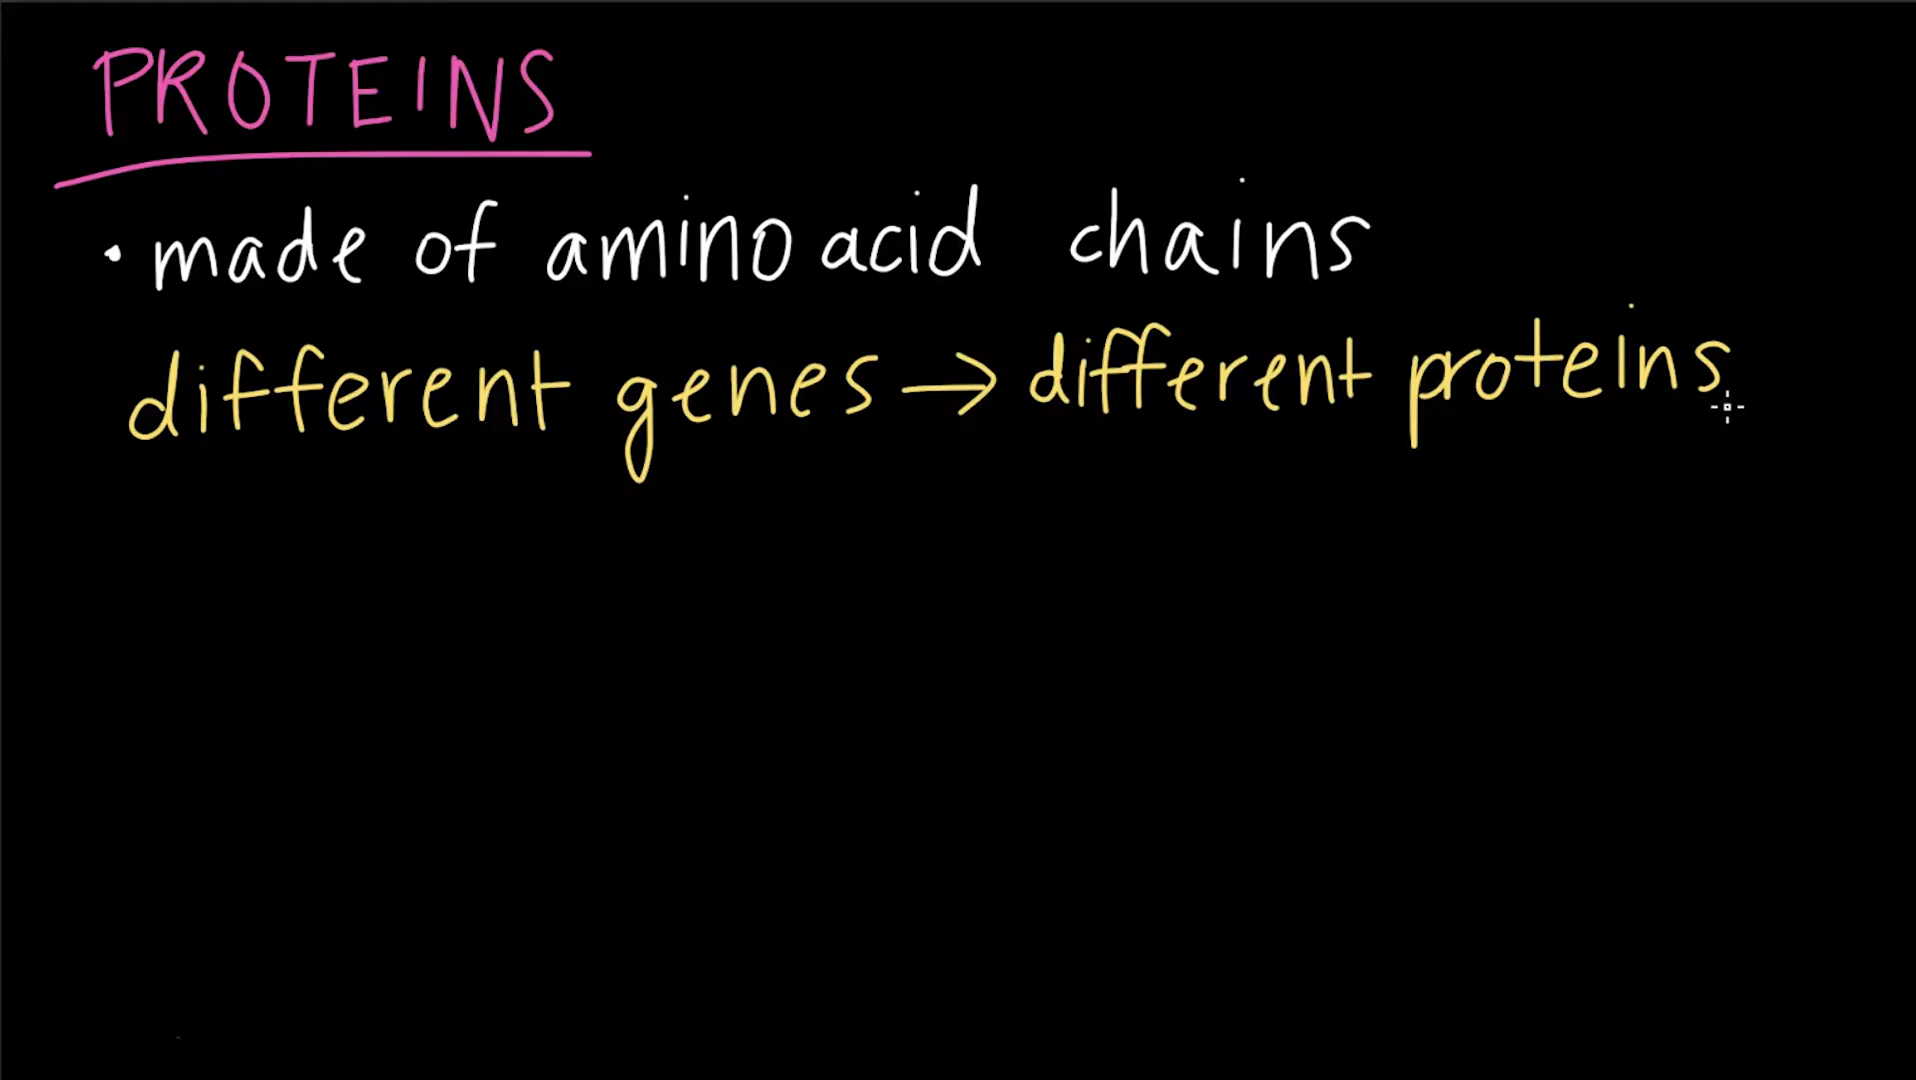 PROTEINS
• made of amino acid chains
different genes → different proteins